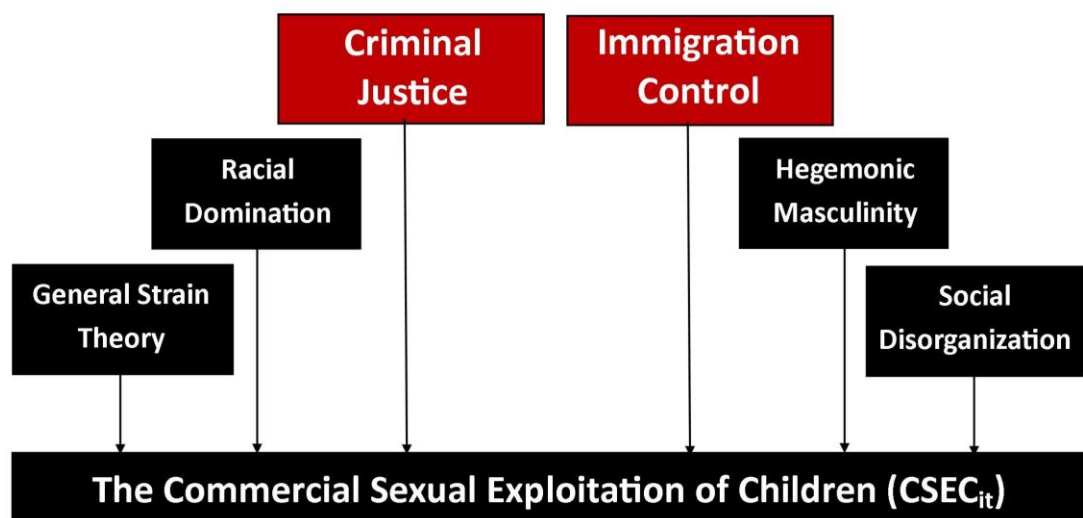 Criminal
Justice
Immigration
Control
Racial
Domination
Hegemonic
Masculinity
General Strain
Theory
Social
Disorganization
The Commercial Sexual Exploitation of Children (CSECit)